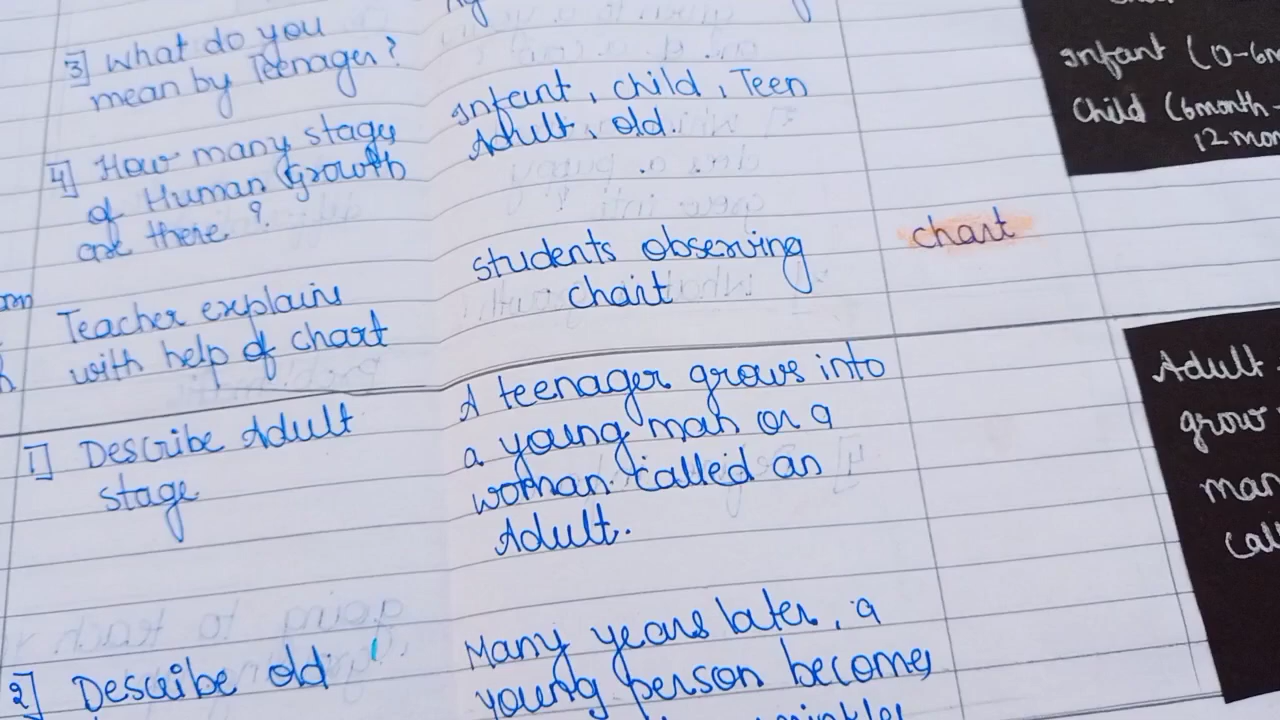 3] What do you
mean by Teenager?
4] How many stages
of Human Growth
are there?
Teacher explains
with help of chart
Infant, child, Teen
Adult, old.
students observing
chart
chart
Infant (0-6m
Child (6month -
12 mon
1] Describe Adult
stage
A teenager grows into
a young man or a
woman called an
Adult.
Adult
grow
man
call
2] Describe old
Many years later, a
young person becomes